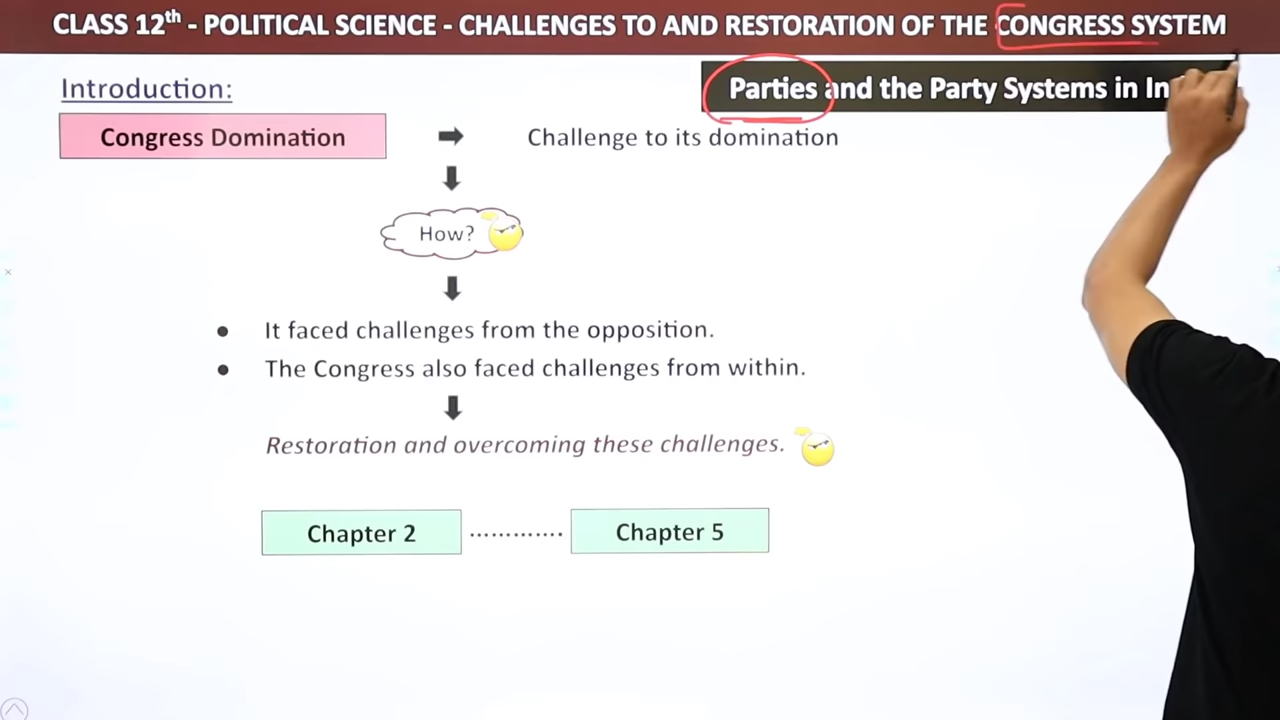 CLASS 12th - POLITICAL SCIENCE - CHALLENGES TO AND RESTORATION OF THE CONGRESS SYSTEM
Introduction:
Parties and the Party Systems in
Congress Domination
Challenge to its domination
How?
● It faced challenges from the opposition.
● The Congress also faced challenges from within.
Restoration and overcoming these challenges.
Chapter 2 ............. Chapter 5